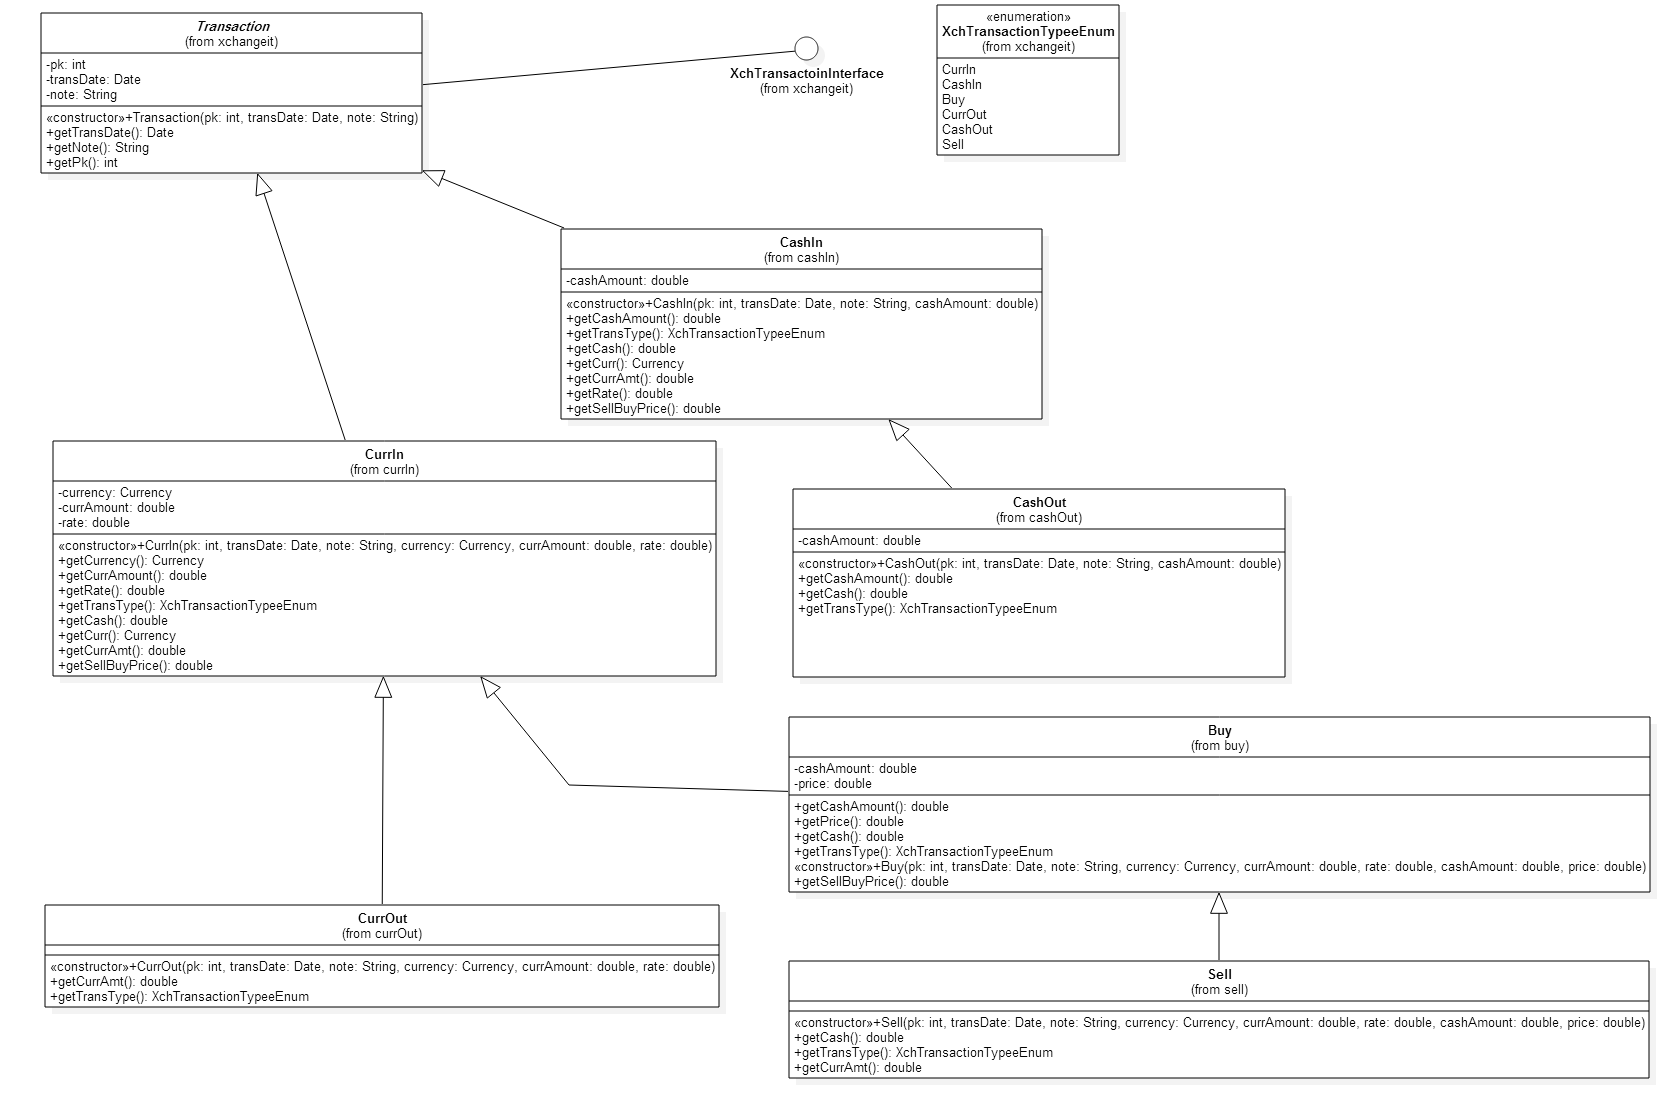 Transaction
(from xchangeit)
-pk: int
-transDate: Date
-note: String
«constructor»+Transaction(pk: int, transDate: Date, note: String)
+getTransDate(): Date
+getNote(): String
+getPk(): int
XchTransactoinInterface
(from xchangeit)
«enumeration»
XchTransactionTypeeEnum
(from xchangeit)
CurrIn
CashIn
Buy
CurrOut
CashOut
Sell
CashIn
(from cashIn)
-cashAmount: double
«constructor»+CashIn(pk: int, transDate: Date, note: String, cashAmount: double)
+getCashAmount(): double
+getTransType(): XchTransactionTypeeEnum
+getCash(): double
+getCurr(): Currency
+getCurrAmt(): double
+getRate(): double
+getSellBuyPrice(): double
CurrIn
(from currIn)
-currency: Currency
-currAmount: double
-rate: double
«constructor»+CurrIn(pk: int, transDate: Date, note: String, currency: Currency, currAmount: double, rate: double)
+getCurrency(): Currency
+getCurrAmount(): double
+getRate(): double
+getTransType(): XchTransactionTypeeEnum
+getCash(): double
+getCurr(): Currency
+getCurrAmt(): double
+getSellBuyPrice(): double
CashOut
(from cashOut)
-cashAmount: double
«constructor»+CashOut(pk: int, transDate: Date, note: String, cashAmount: double)
+getCashAmount(): double
+getCash(): double
+getTransType(): XchTransactionTypeeEnum
Buy
(from buy)
-cashAmount: double
-price: double
+getCashAmount(): double
+getPrice(): double
+getCash(): double
+getTransType(): XchTransactionTypeeEnum
«constructor»+Buy(pk: int, transDate: Date, note: String, currency: Currency, currAmount: double, rate: double, cashAmount: double, price: double)
+getSellBuyPrice(): double
CurrOut
(from currOut)
«constructor»+CurrOut(pk: int, transDate: Date, note: String, currency: Currency, currAmount: double, rate: double)
+getCurrAmt(): double
+getTransType(): XchTransactionTypeeEnum
Sell
(from sell)
«constructor»+Sell(pk: int, transDate: Date, note: String, currency: Currency, currAmount: double, rate: double, cashAmount: double, price: double)
+getCash(): double
+getTransType(): XchTransactionTypeeEnum
+getCurrAmt(): double